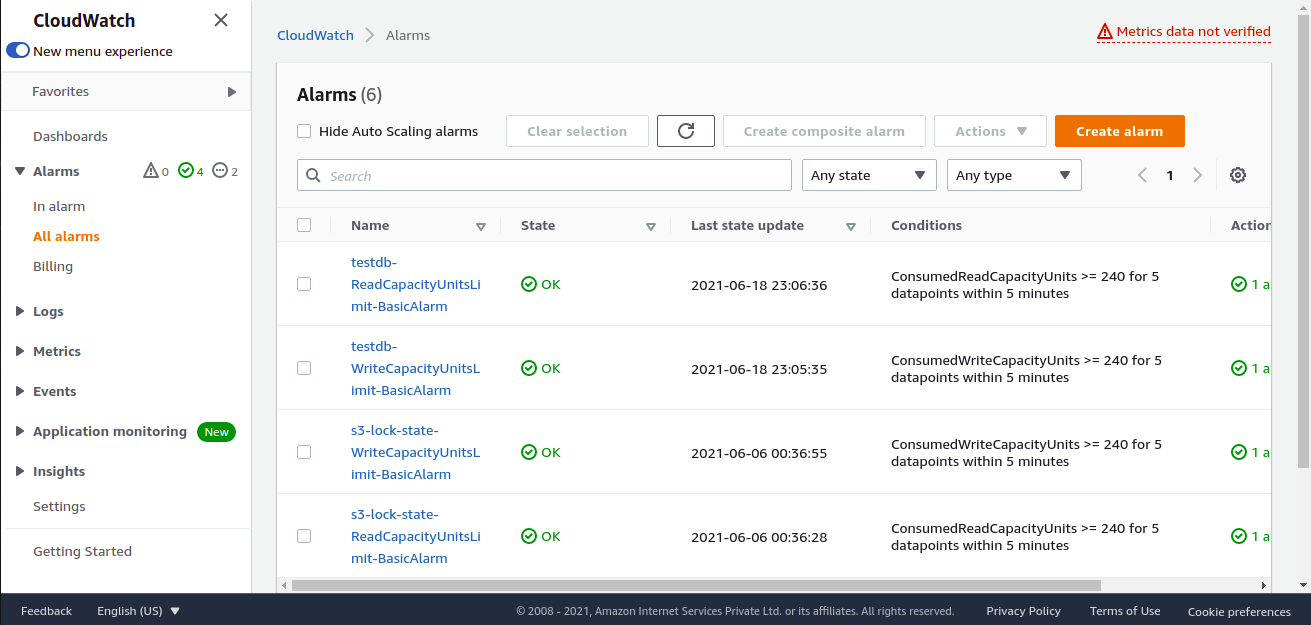 CloudWatch
New menu experience
Favorites
Dashboards
Alarms 0 4 2
In alarm
All alarms
Billing
Logs
Metrics
Events
Application monitoring New
Insights
Settings
Getting Started
CloudWatch Alarms
Metrics data not verified
Alarms (6)
Hide Auto Scaling alarms Clear selection Create composite alarm Actions Create alarm
Search Any state Any type 1
Name State Last state update Conditions Action
testdb-
ReadCapacityUnitsLi
mit-BasicAlarm
OK
2021-06-18 23:06:36
ConsumedReadCapacityUnits >= 240 for 5
datapoints within 5 minutes
1 a
testdb-
WriteCapacityUnitsL
imit-BasicAlarm
OK
2021-06-18 23:05:35
ConsumedWriteCapacityUnits >= 240 for 5
datapoints within 5 minutes
1 a
s3-lock-state-
WriteCapacityUnitsL
imit-BasicAlarm
OK
2021-06-06 00:36:55
ConsumedWriteCapacityUnits >= 240 for 5
datapoints within 5 minutes
1 a
s3-lock-state-
ReadCapacityUnitsLi
mit-BasicAlarm
OK
2021-06-06 00:36:28
ConsumedReadCapacityUnits >= 240 for 5
datapoints within 5 minutes
1 a
Feedback English (US) © 2008 - 2021, Amazon Internet Services Private Ltd. or its affiliates. All rights reserved. Privacy Policy Terms of Use Cookie preferences